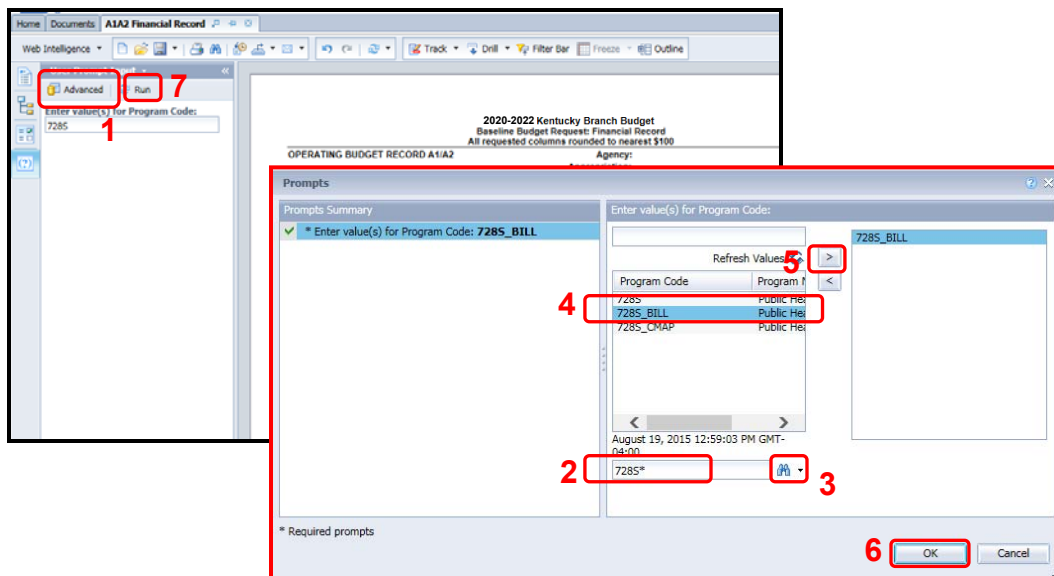 Home Documents A1A2 Financial Record
Web Intelligence Track Drill Filter Bar Freeze Outline
User Prompt Input «
Advanced Run 7
1
Enter value(s) for Program Code:
728S
2020-2022 Kentucky Branch Budget
Baseline Budget Request: Financial Record
All requested columns rounded to nearest $100
OPERATING BUDGET RECORD A1/A2 Agency:
Prompts
Prompts Summary
* Enter value(s) for Program Code: 728S_BILL
Enter value(s) for Program Code:
Refresh Values
5 >
<
728S_BILL
Program Code Program N
728S Public Hea
4 728S_BILL Public Hea
728S_CMAP Public Hea
August 19, 2015 12:59:03 PM GMT-
04:00
2 728S* 3
* Required prompts
6 OK Cancel